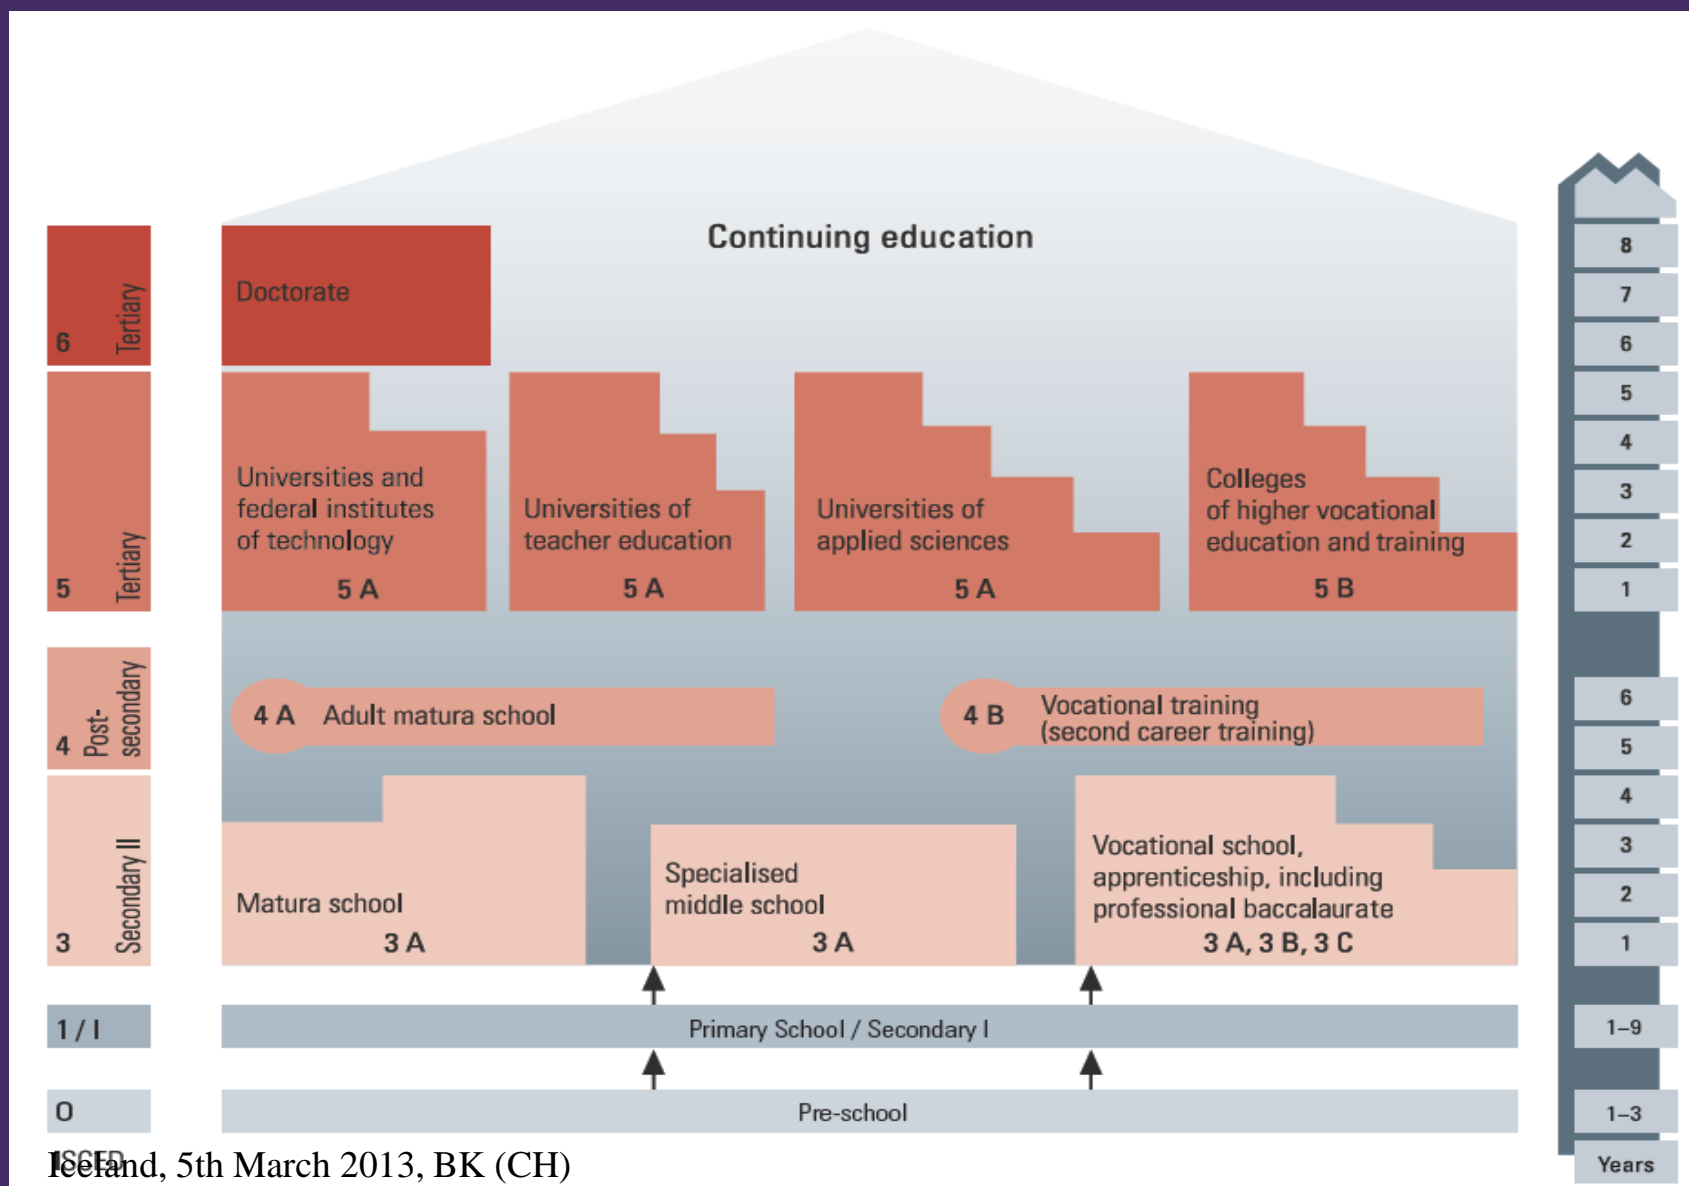 Continuing education
6 Tertiary
Doctorate
8
7
6
5 Tertiary
Universities and
federal institutes
of technology
5 A
Universities of
teacher education
5 A
Universities of
applied sciences
5 A
Colleges
of higher vocational
education and training
5 B
5
4
3
2
1
4 Post-
secondary
4 A Adult matura school
4 B Vocational training
(second career training)
6
5
3 Secondary II
Matura school
3 A
Specialised
middle school
3 A
Vocational school,
apprenticeship, including
professional baccalaurate
3 A, 3 B, 3 C
4
3
2
1
1 / I
Primary School / Secondary I
1–9
0
Pre-school
1–3
ISCED
Iceland, 5th March 2013, BK (CH)
Years